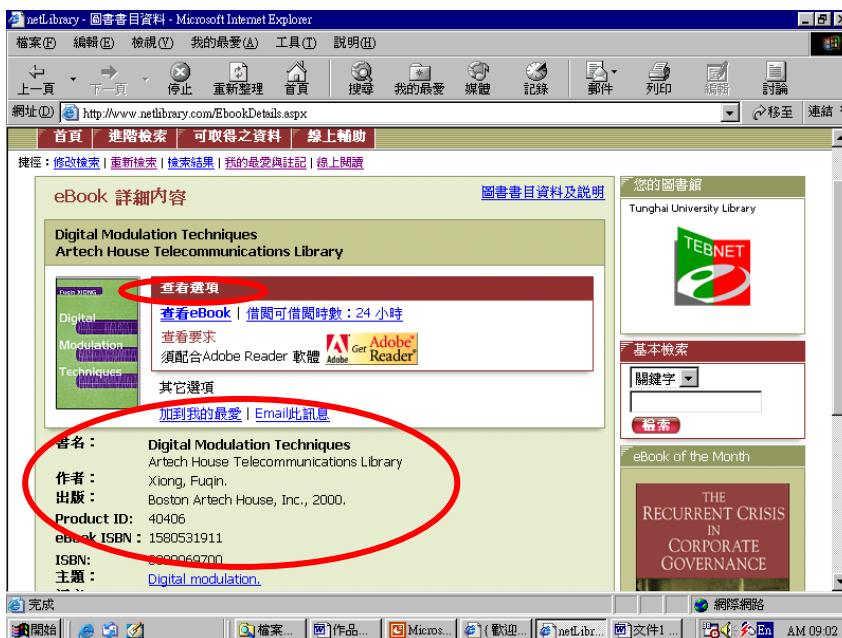 netLibrary - 圖書書目資料 - Microsoft Internet Explorer
檔案(F) 編輯(E) 檢視(V) 我的最愛(A) 工具(T) 說明(H)
上一頁 下一頁 停止 重新整理 首頁 搜尋 我的最愛 媒體 記錄 郵件 列印 編輯 討論
網址(D) http://www.netlibrary.com/EbookDetails.aspx 移至 連結
首頁 進階檢索 可取得之資料 線上輔助
捷徑：修改檢索 | 重新檢索 | 檢索結果 | 我的最愛與註記 | 線上閱讀
eBook 詳細內容
圖書書目資料及説明
Digital Modulation Techniques
Artech House Telecommunications Library
Fuqin XIONG
Digital
Modulation
Techniques
查看選項
查看eBook | 借閱可借閱時數：24 小時
查看要求
須配合Adobe Reader 軟體
Adobe
Get Adobe Reader
其它選項
加到我的最愛 | Email此訊息
書名： Digital Modulation Techniques
Artech House Telecommunications Library
作者： Xiong, Fuqin.
出版： Boston Artech House, Inc., 2000.
Product ID: 40406
eBook ISBN： 1580531911
ISBN:
主題： Digital modulation.
您的圖書館
Tunghai University Library
TEBNET
基本檢索
關鍵字
檢索
eBook of the Month
THE
RECURRENT CRISIS
IN
CORPORATE
GOVERNANCE
完成 網際網路
開始 檔案... 作品... Micros... (歡迎... netLibr... 文件1 ... En AM 09:02